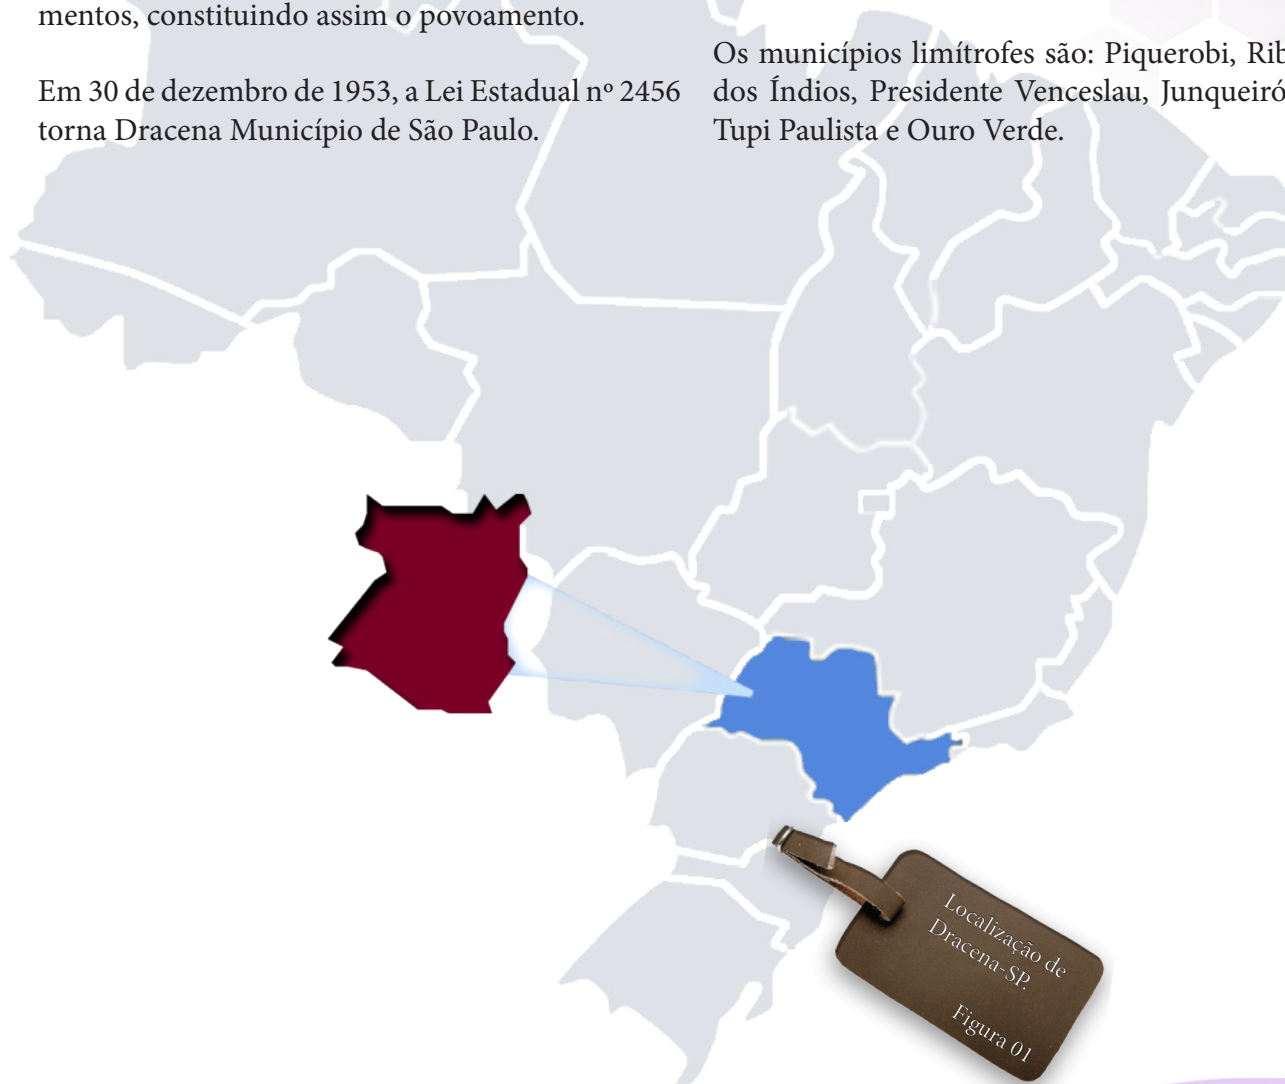 mentos, constituindo assim o povoamento.
Em 30 de dezembro de 1953, a Lei Estadual nº 2456
torna Dracena Município de São Paulo.
Os municípios limítrofes são: Piquerobi, Rib
dos Índios, Presidente Venceslau, Junqueiró
Tupi Paulista e Ouro Verde.
Localização de
Dracena-SP.
Figura 01